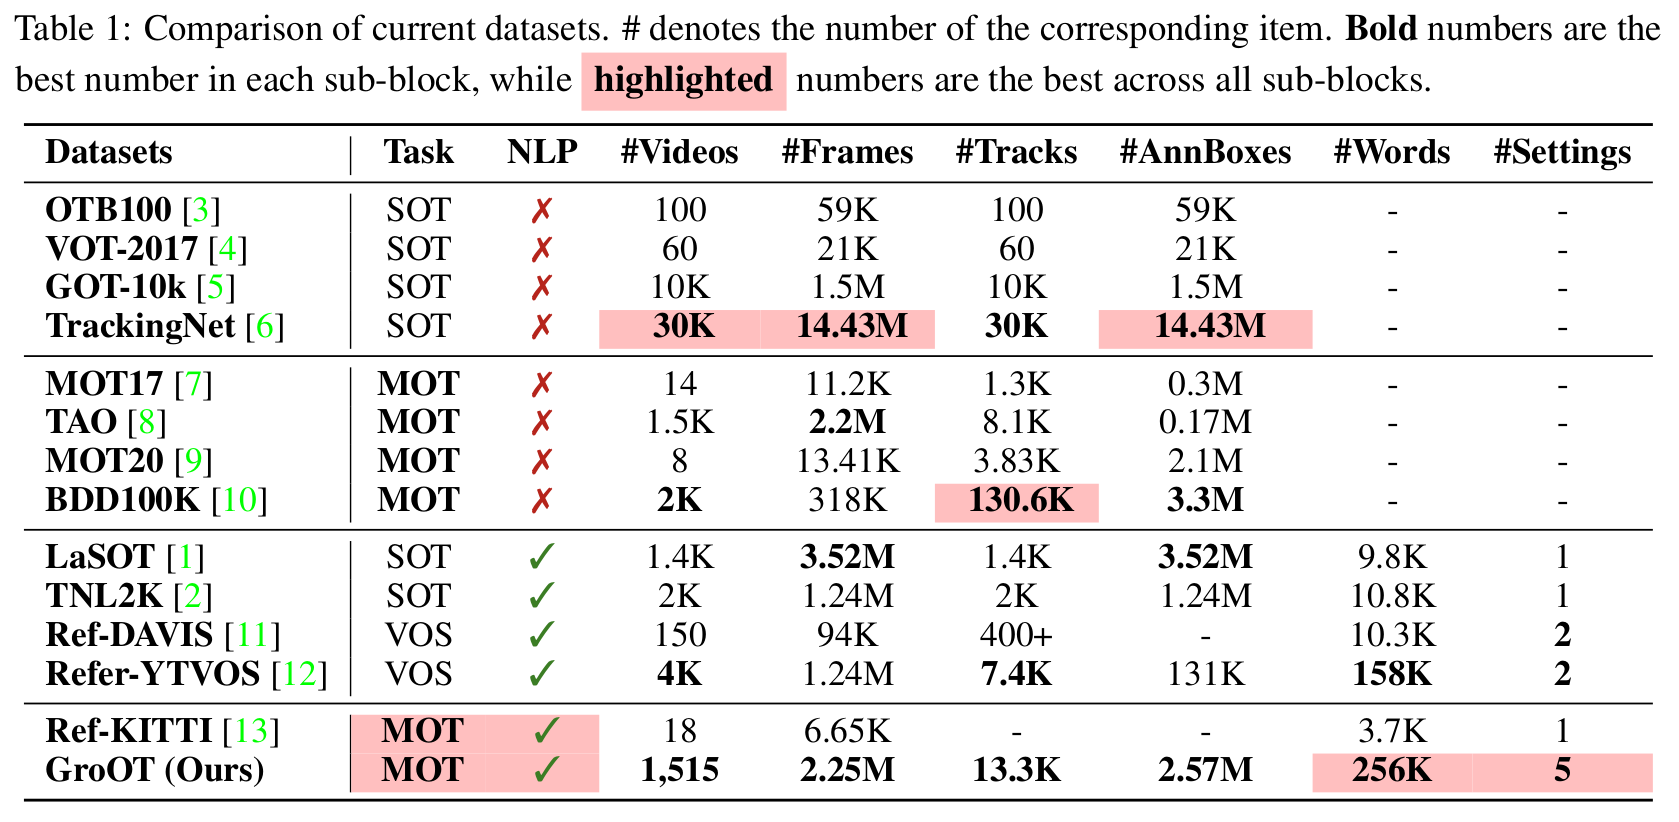 Table 1: Comparison of current datasets. # denotes the number of the corresponding item. Bold numbers are the
best number in each sub-block, while highlighted numbers are the best across all sub-blocks.
Datasets Task NLP #Videos #Frames #Tracks #AnnBoxes #Words #Settings
OTB100 [3] SOT ✗ 100 59K 100 59K - -
VOT-2017 [4] SOT ✗ 60 21K 60 21K - -
GOT-10k [5] SOT ✗ 10K 1.5M 10K 1.5M - -
TrackingNet [6] SOT ✗ 30K 14.43M 30K 14.43M - -
MOT17 [7] MOT ✗ 14 11.2K 1.3K 0.3M - -
TAO [8] MOT ✗ 1.5K 2.2M 8.1K 0.17M - -
MOT20 [9] MOT ✗ 8 13.41K 3.83K 2.1M - -
BDD100K [10] MOT ✗ 2K 318K 130.6K 3.3M - -
LaSOT [1] SOT ✓ 1.4K 3.52M 1.4K 3.52M 9.8K 1
TNL2K [2] SOT ✓ 2K 1.24M 2K 1.24M 10.8K 1
Ref-DAVIS [11] VOS ✓ 150 94K 400+ - 10.3K 2
Refer-YTVOS [12] VOS ✓ 4K 1.24M 7.4K 131K 158K 2
Ref-KITTI [13] MOT ✓ 18 6.65K - - 3.7K 1
GroOT (Ours) MOT ✓ 1,515 2.25M 13.3K 2.57M 256K 5